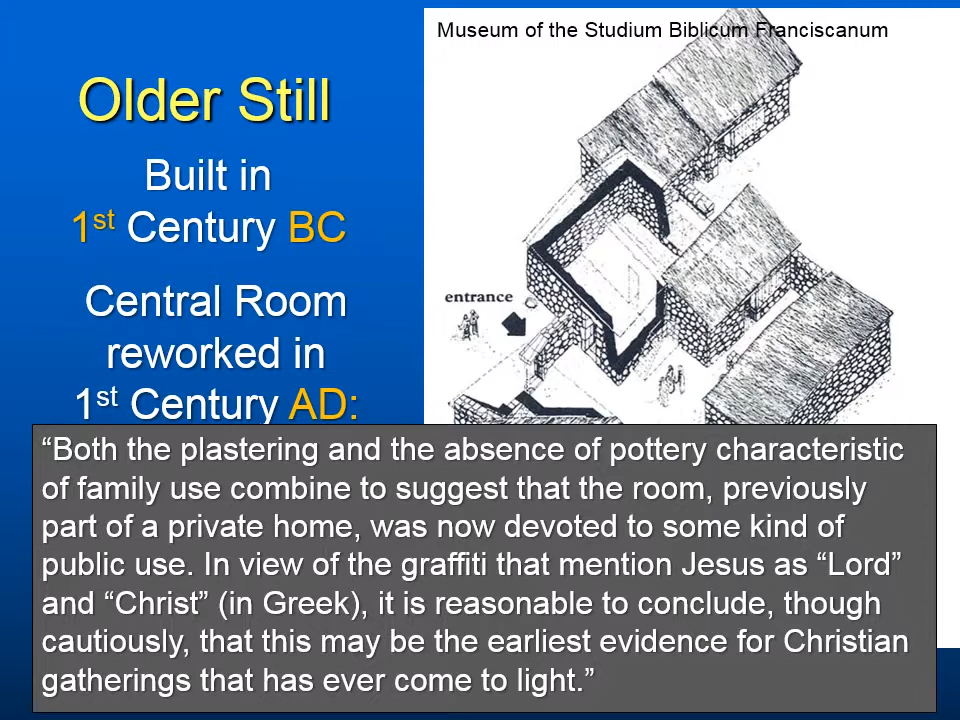 Museum of the Studium Biblicum Franciscanum
Older Still
Built in
1st Century BC
Central Room
reworked in
1st Century AD:
entrance
“Both the plastering and the absence of pottery characteristic
of family use combine to suggest that the room, previously
part of a private home, was now devoted to some kind of
public use. In view of the graffiti that mention Jesus as “Lord”
and “Christ” (in Greek), it is reasonable to conclude, though
cautiously, that this may be the earliest evidence for Christian
gatherings that has ever come to light.”